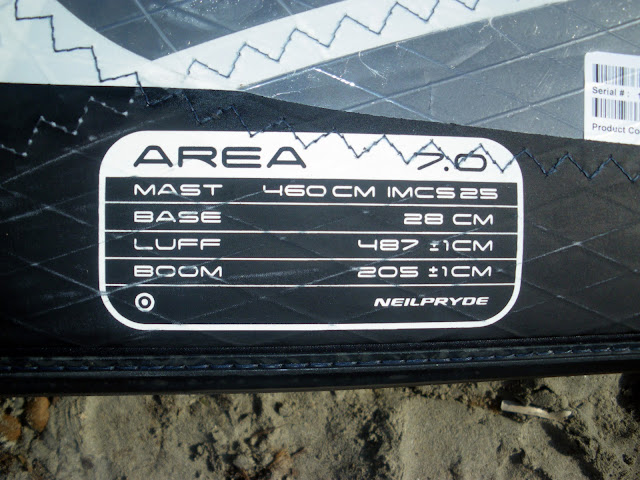 Serial # :
Product Co
AREA 7.0
MAST 460 CM IMCS 25
BASE 28 CM
LUFF 487 ±1CM
BOOM 205 ±1CM
NEILPRYDE